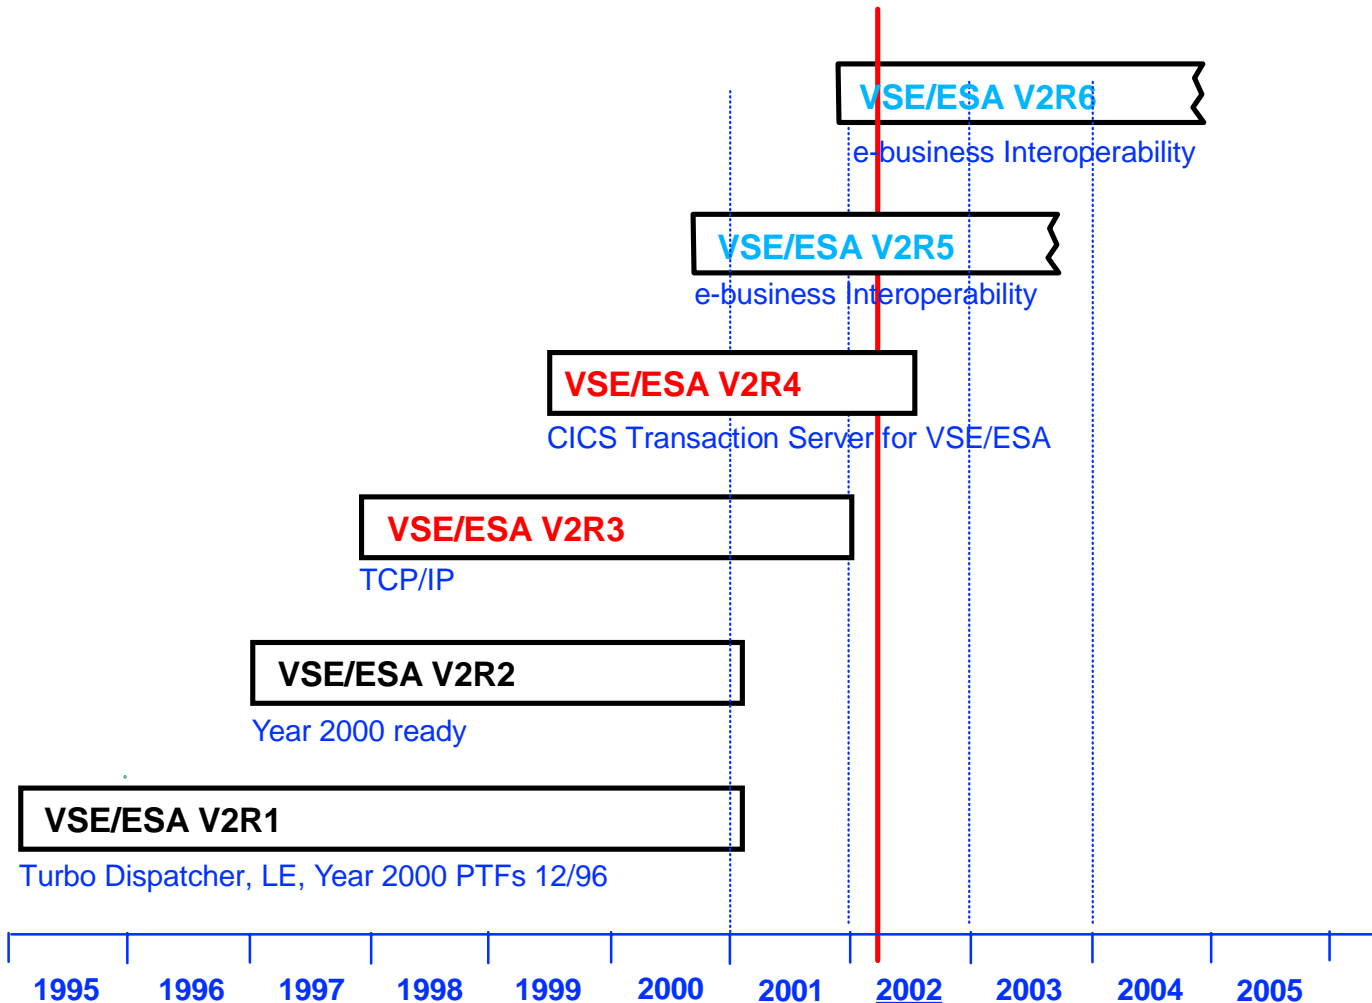 VSE/ESA V2R6
e-business Interoperability
VSE/ESA V2R5
e-business Interoperability
VSE/ESA V2R4
CICS Transaction Server for VSE/ESA
VSE/ESA V2R3
TCP/IP
VSE/ESA V2R2
Year 2000 ready
VSE/ESA V2R1
Turbo Dispatcher, LE, Year 2000 PTFs 12/96
1995 1996 1997 1998 1999 2000 2001 2002 2003 2004 2005